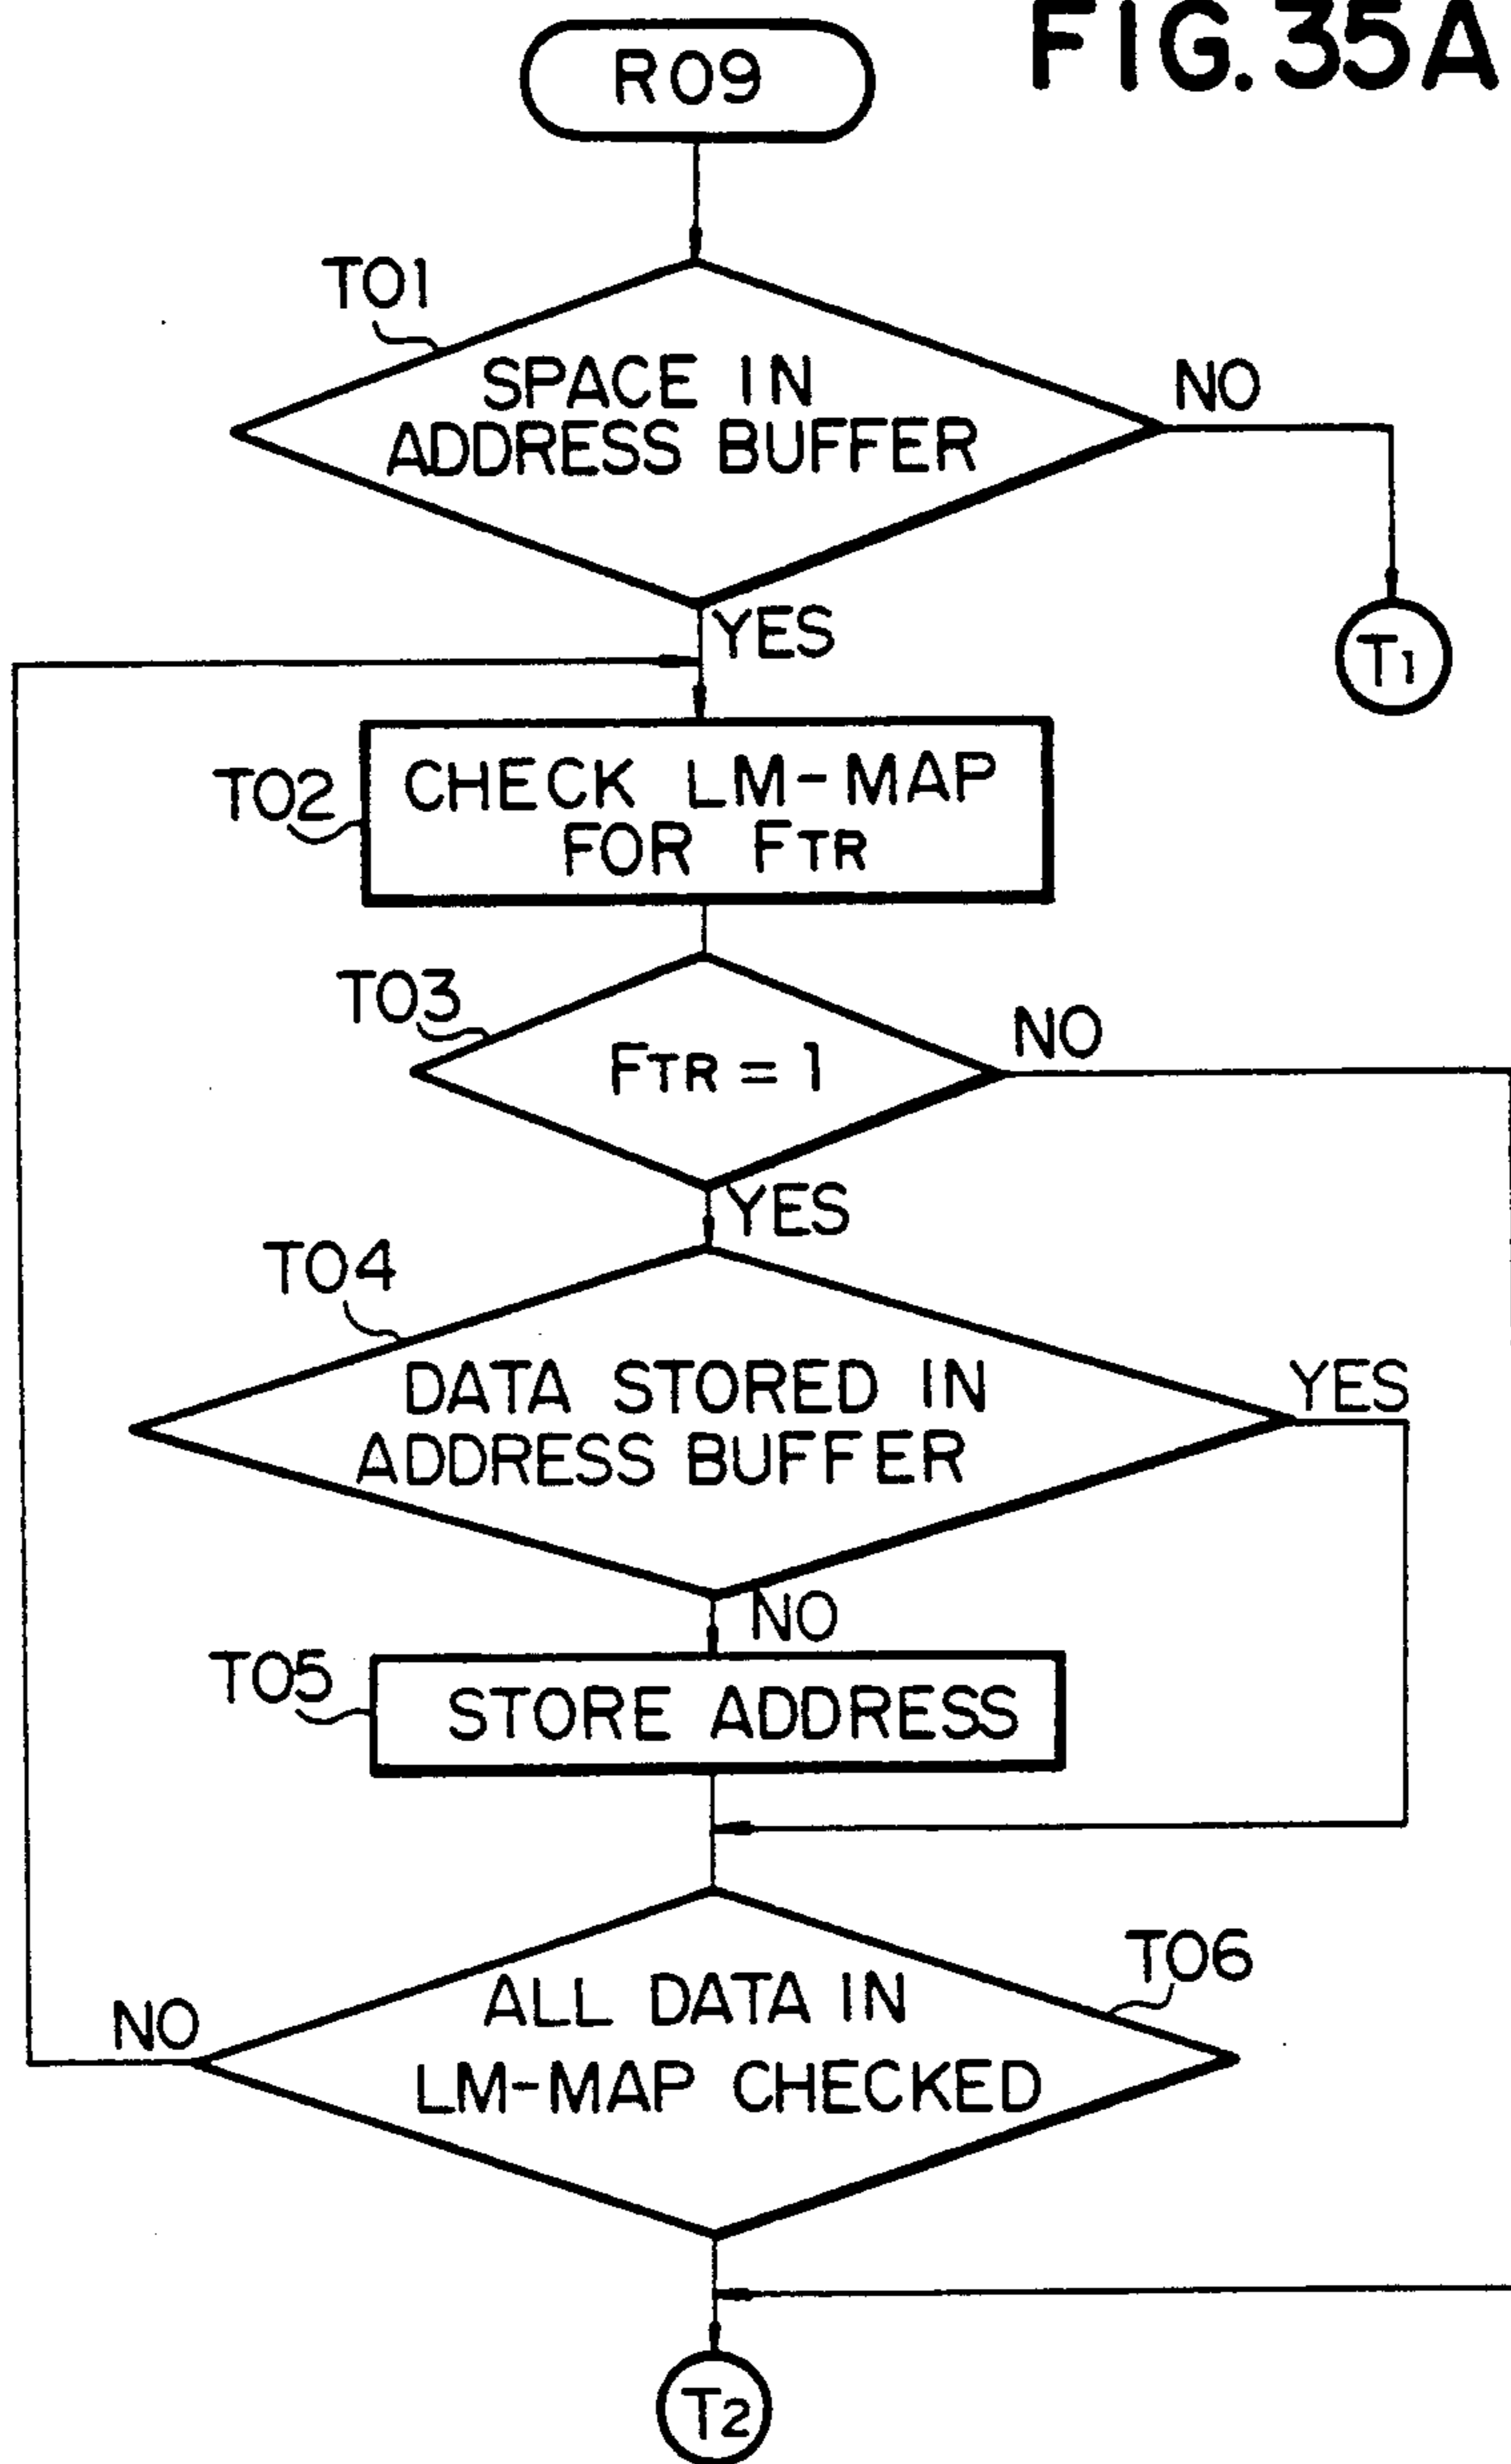 FIG. 35A
R09
T01
SPACE IN
ADDRESS BUFFER
NO
YES
T1
T02
CHECK LM-MAP
FOR FTR
T03
FTR = 1
NO
YES
T04
DATA STORED IN
ADDRESS BUFFER
YES
NO
T05
STORE ADDRESS
T06
ALL DATA IN
LM-MAP CHECKED
NO
T2